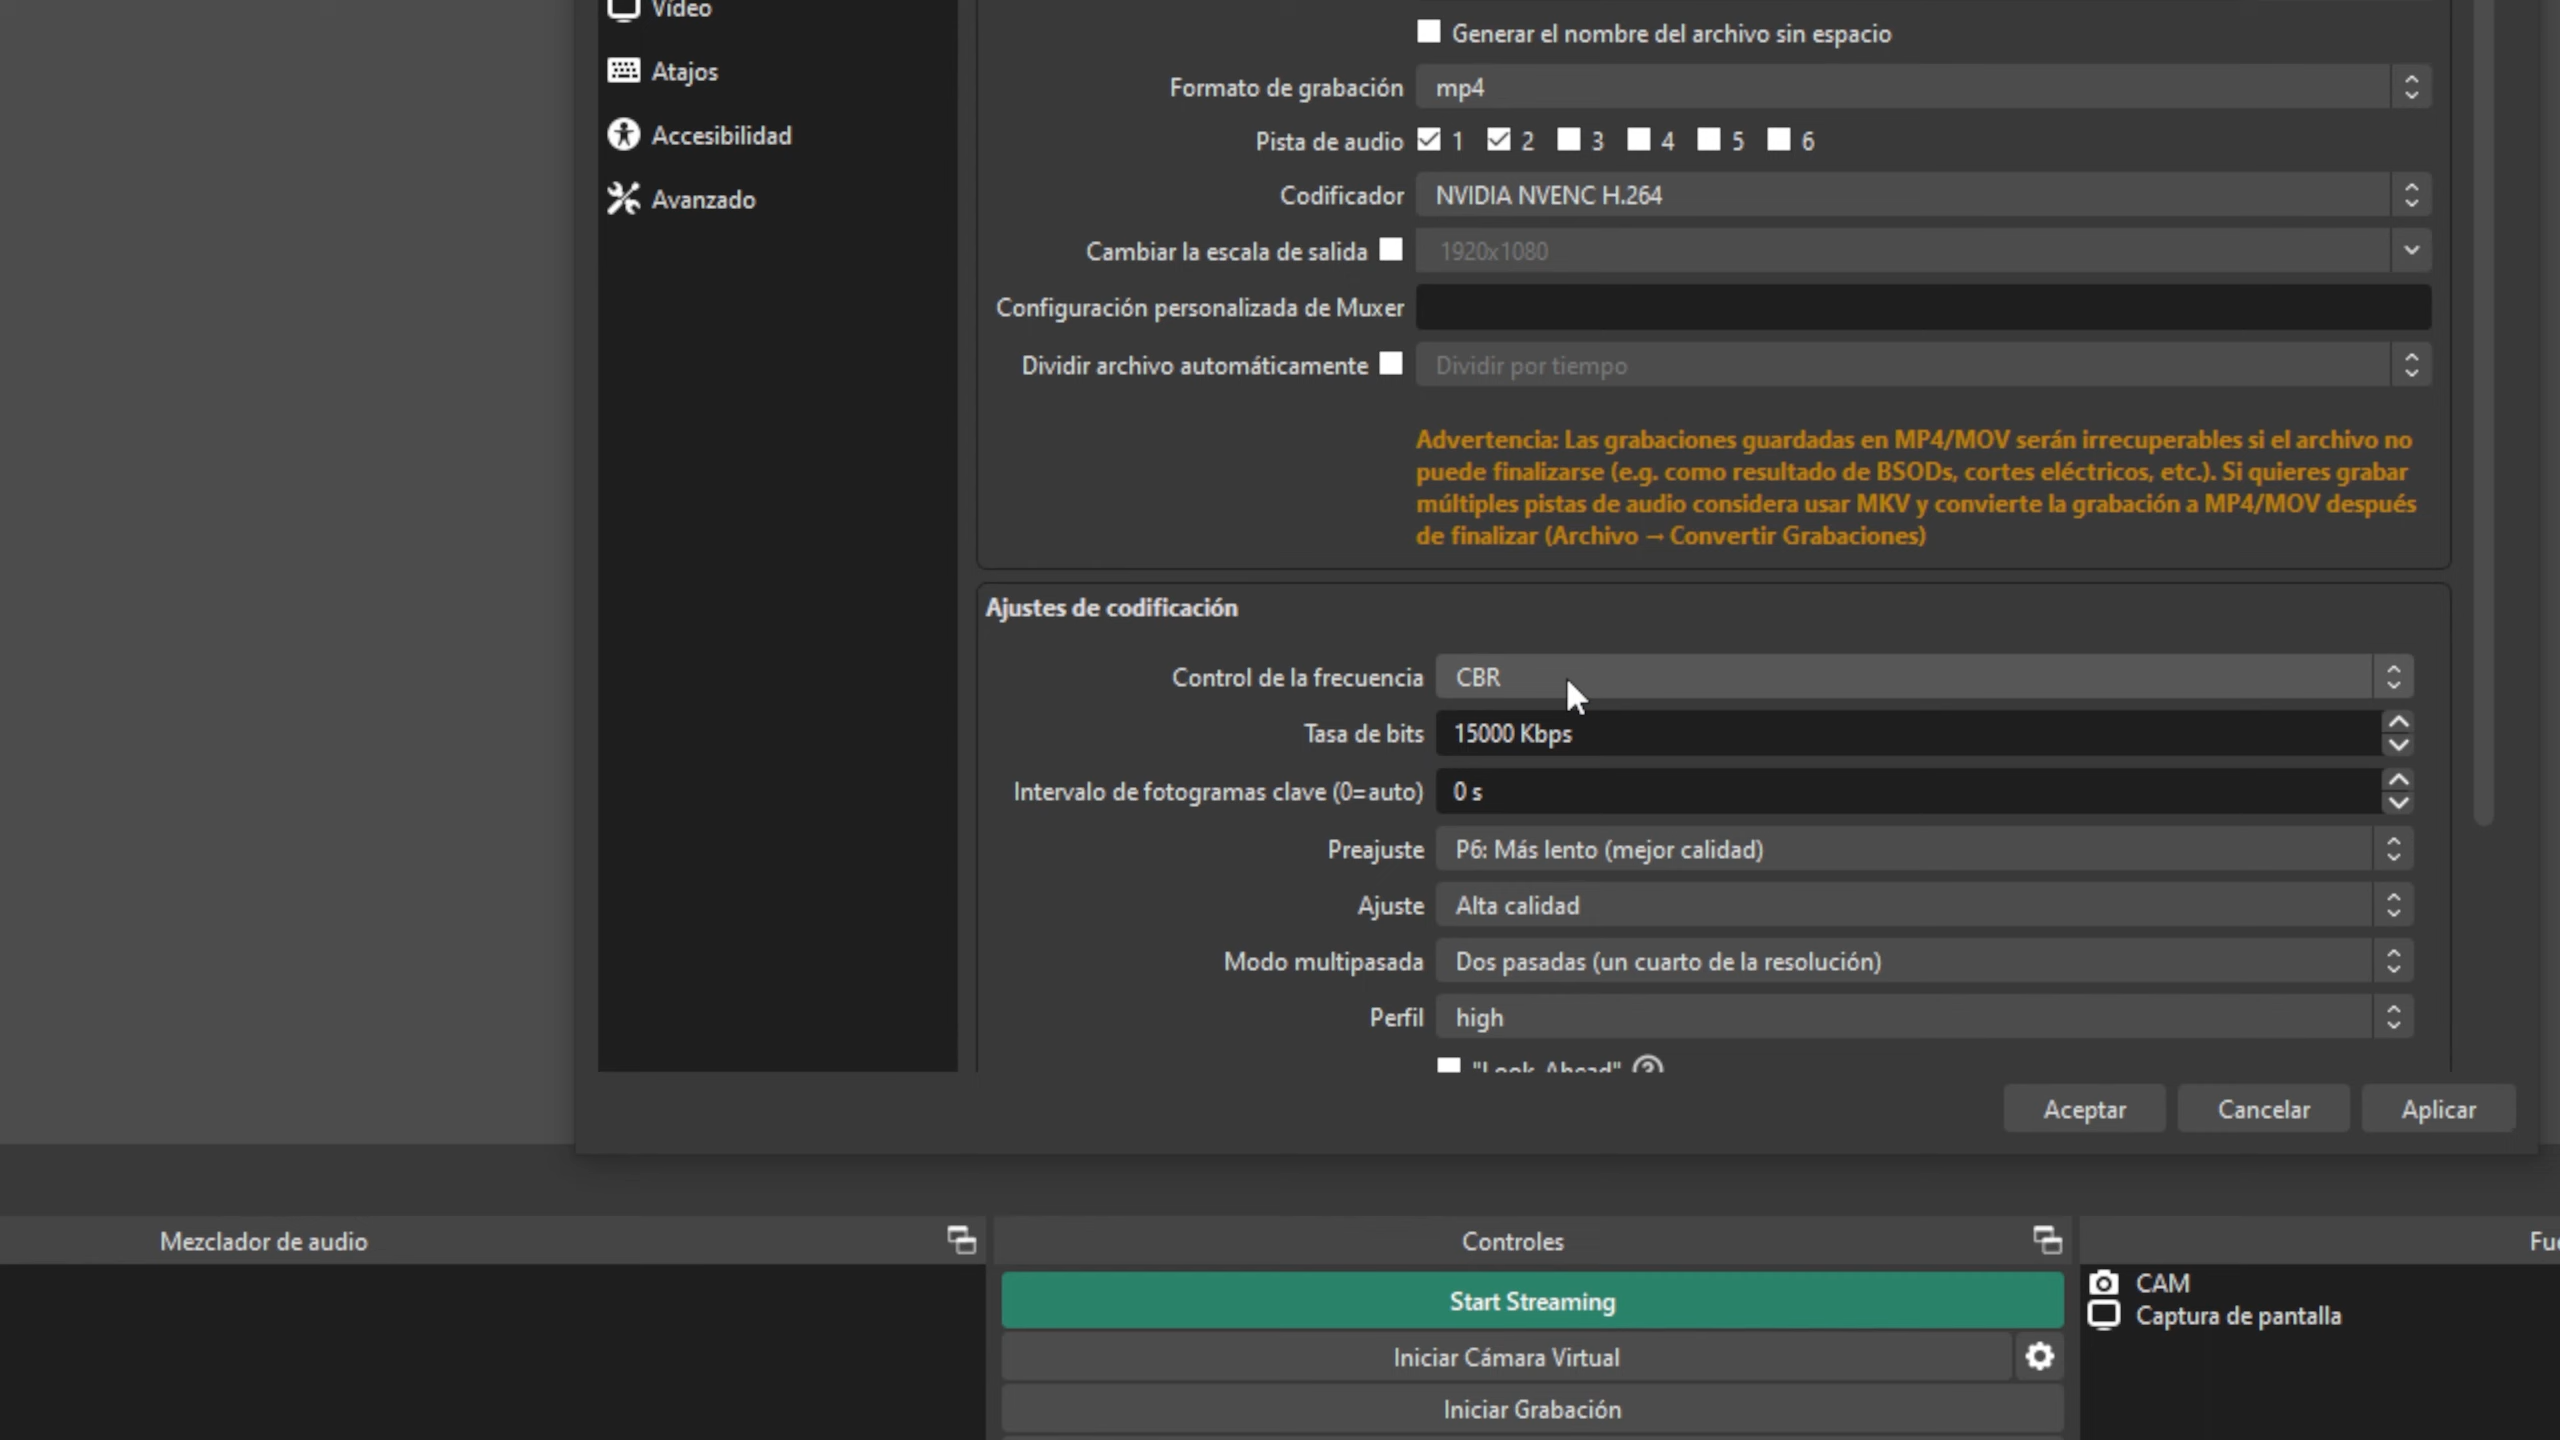 Vídeo
Atajos
Accesibilidad
Avanzado
Generar el nombre del archivo sin espacio
Formato de grabación mp4
Pista de audio 1 2 3 4 5 6
Codificador NVIDIA NVENC H.264
Cambiar la escala de salida 1920x1080
Configuración personalizada de Muxer
Dividir archivo automáticamente Dividir por tiempo
Advertencia: Las grabaciones guardadas en MP4/MOV serán irrecuperables si el archivo no
puede finalizarse (e.g. como resultado de BSODs, cortes eléctricos, etc.). Si quieres grabar
múltiples pistas de audio considera usar MKV y convierte la grabación a MP4/MOV después
de finalizar (Archivo → Convertir Grabaciones)
Ajustes de codificación
Control de la frecuencia CBR
Tasa de bits 15000 Kbps
Intervalo de fotogramas clave (0=auto) 0 s
Preajuste P6: Más lento (mejor calidad)
Ajuste Alta calidad
Modo multipasada Dos pasadas (un cuarto de la resolución)
Perfil high
"Look-Ahead" ?
Aceptar Cancelar Aplicar
Mezclador de audio
Controles
Start Streaming
Iniciar Cámara Virtual
Iniciar Grabación
CAM
Captura de pantalla